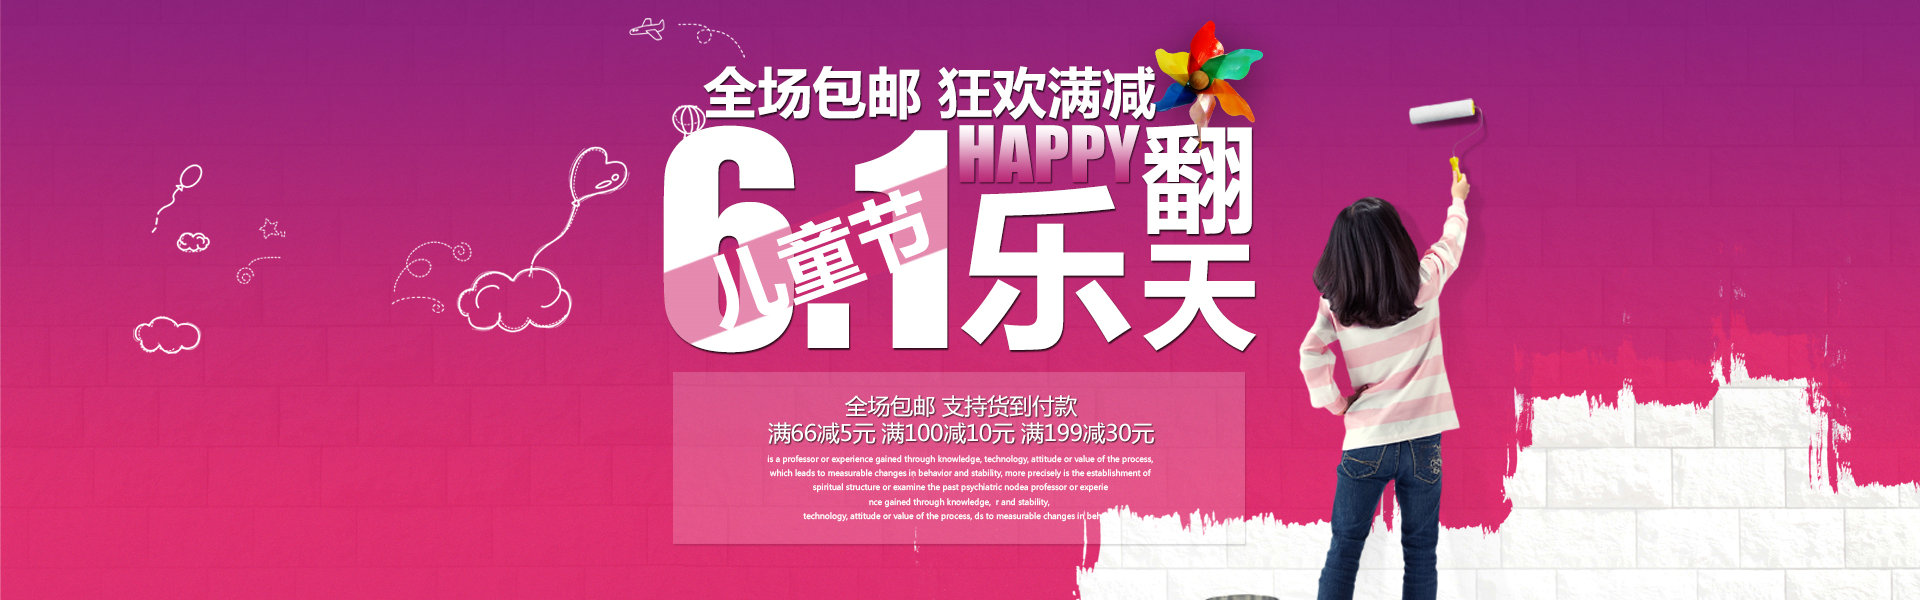 全场包邮 狂欢满减
6.1
儿童节
HAPPY
乐
翻
天
全场包邮 支持货到付款
满66减5元 满100减10元 满199减30元
is a professor or experience gained through knowledge, technology, attitude or value of the process,
which leads to measurable changes in behavior and stability, more precisely is the establishment of
spiritual structure or examine the past psychiatric nodea professor or experie
nce gained through knowledge, r and stability,
technology, attitude or value of the process, ds to measurable changes in beh